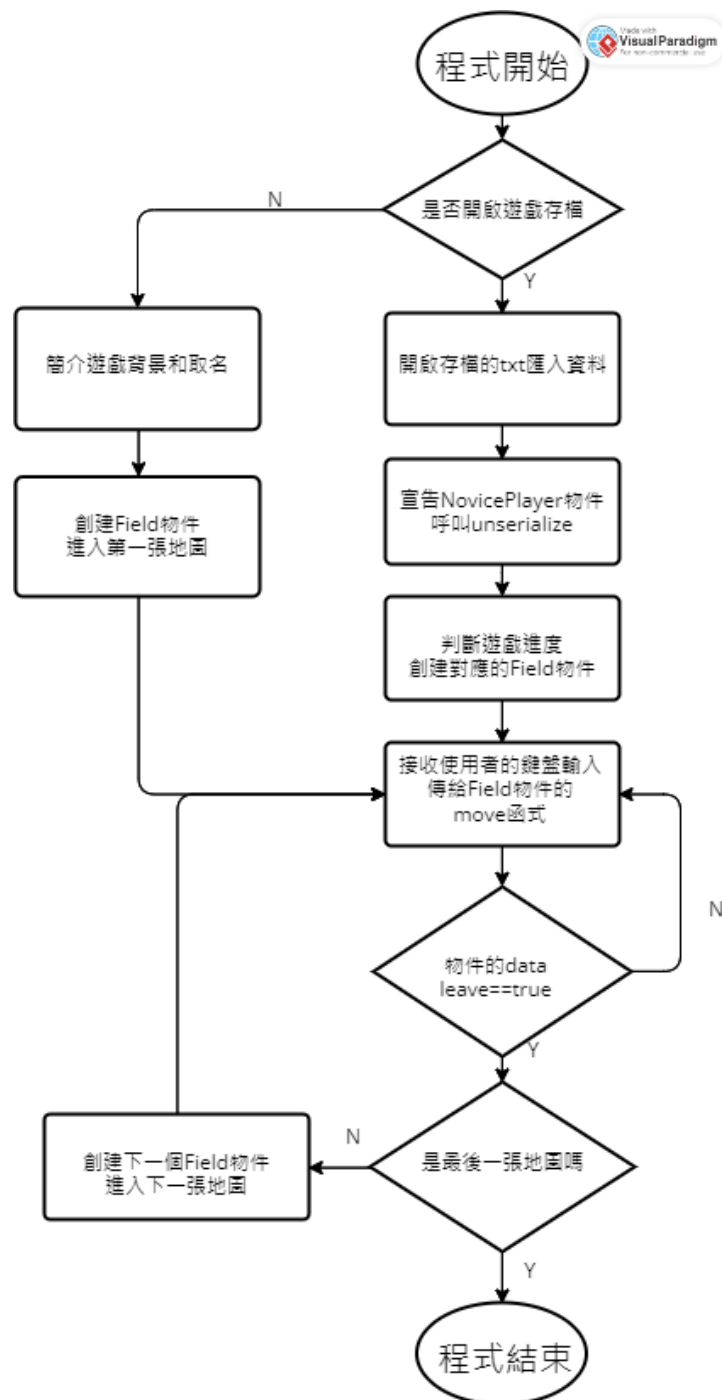 程式開始
Made with
VisualParadigm
For non-commercial use
是否開啟遊戲存檔
N
Y
簡介遊戲背景和取名
開啟存檔的txt匯入資料
創建Field物件
進入第一張地圖
宣告NovicePlayer物件
呼叫unserialize
判斷遊戲進度
創建對應的Field物件
接收使用者的鍵盤輸入
傳給Field物件的
move函式
N
物件的data
leave==true
Y
是最後一張地圖嗎
N
創建下一個Field物件
進入下一張地圖
Y
程式結束